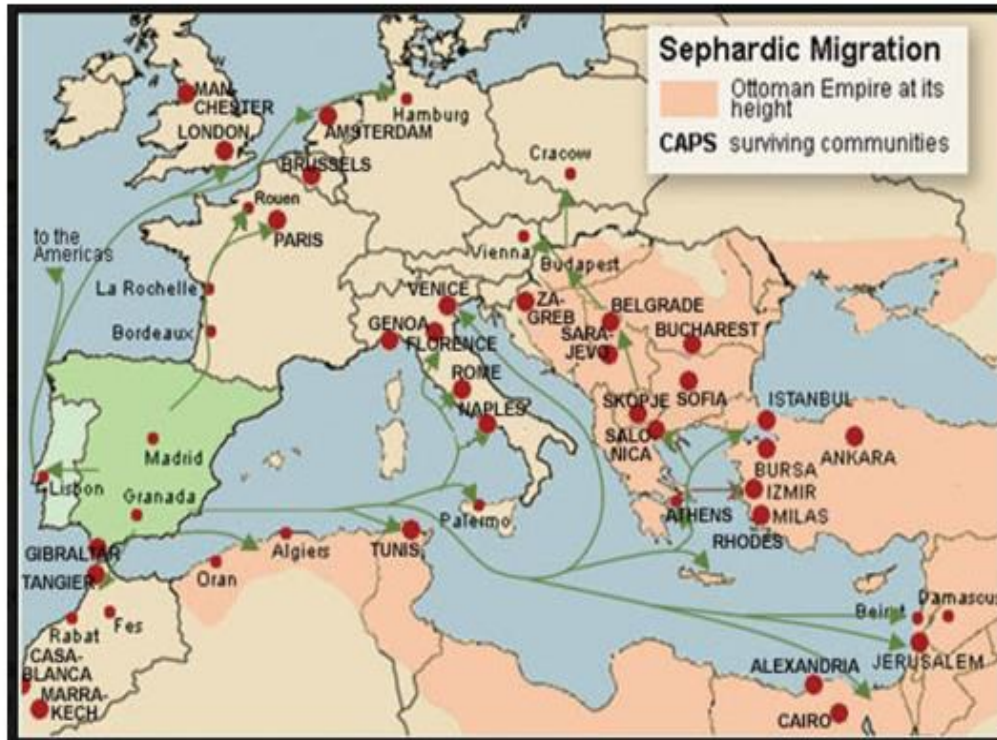 Sephardic Migration
Ottoman Empire at its
height
CAPS surviving communities
MAN-
CHESTER
Hamburg
LONDON
AMSTERDAM
BRUSSELS
Cracow
Rouen
PARIS
to the
Americas
Vienna
Budapest
La Rochelle
VENICE
ZA-
GREB
BELGRADE
Bordeaux
GENOA
FLORENCE
SARA-
JEVO
BUCHAREST
ROME
SOFIA
NAPLES
SKOPJE
ISTANBUL
SALO
NICA
ANKARA
Madrid
BURSA
Lisbon
IZMIR
Granada
Palermo
ATHENS
MILAS
GIBRALTAR
Algiers
TUNIS
RHODES
TANGIER
Oran
Beirut
Damascus
Rabat
Fes
CASA-
BLANCA
JERUSALEM
ALEXANDRIA
MARRA-
KECH
CAIRO